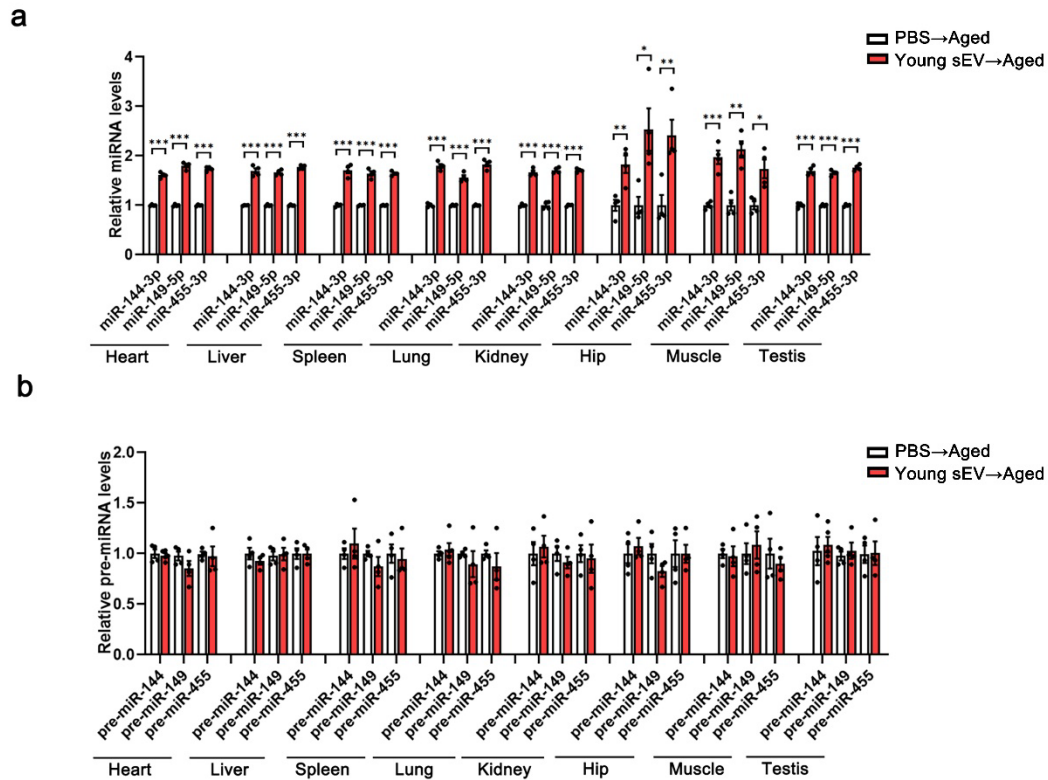 a
PBS→Aged
Young sEV→Aged
Relative miRNA levels
4
3
2
1
0
*** *** *** *** *** *** *** *** *** *** *** *** *** *** *** ** * ** *** ** * *** *** ***
miR-144-3p miR-149-5p miR-455-3p miR-144-3p miR-149-5p miR-455-3p miR-144-3p miR-149-5p miR-455-3p miR-144-3p miR-149-5p miR-455-3p miR-144-3p miR-149-5p miR-455-3p miR-144-3p miR-149-5p miR-455-3p miR-144-3p miR-149-5p miR-455-3p miR-144-3p miR-149-5p miR-455-3p
Heart Liver Spleen Lung Kidney Hip Muscle Testis
b
PBS→Aged
Young sEV→Aged
Relative pre-miRNA levels
2.0
1.5
1.0
0.5
0.0
pre-miR-144 pre-miR-149 pre-miR-455 pre-miR-144 pre-miR-149 pre-miR-455 pre-miR-144 pre-miR-149 pre-miR-455 pre-miR-144 pre-miR-149 pre-miR-455 pre-miR-144 pre-miR-149 pre-miR-455 pre-miR-144 pre-miR-149 pre-miR-455 pre-miR-144 pre-miR-149 pre-miR-455 pre-miR-144 pre-miR-149 pre-miR-455
Heart Liver Spleen Lung Kidney Hip Muscle Testis